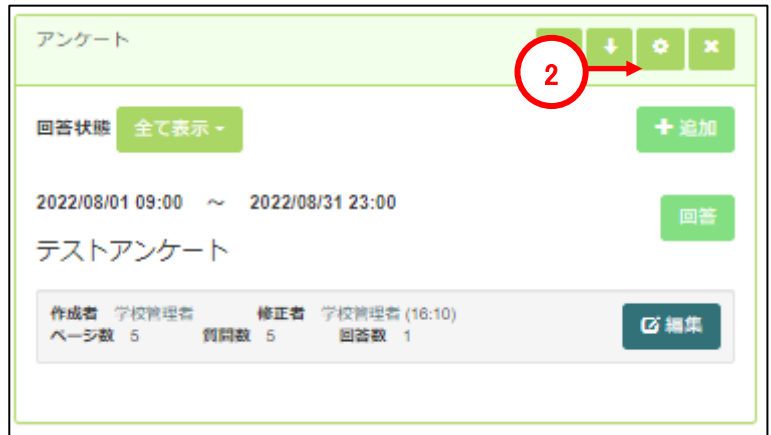 アンケート
2
回答状態 全て表示
追加
2022/08/01 09:00 ～ 2022/08/31 23:00
回答
テストアンケート
作成者 学校管理者 修正者 学校管理者 (16:10)
ページ数 5 質問数 5 回答数 1
編集